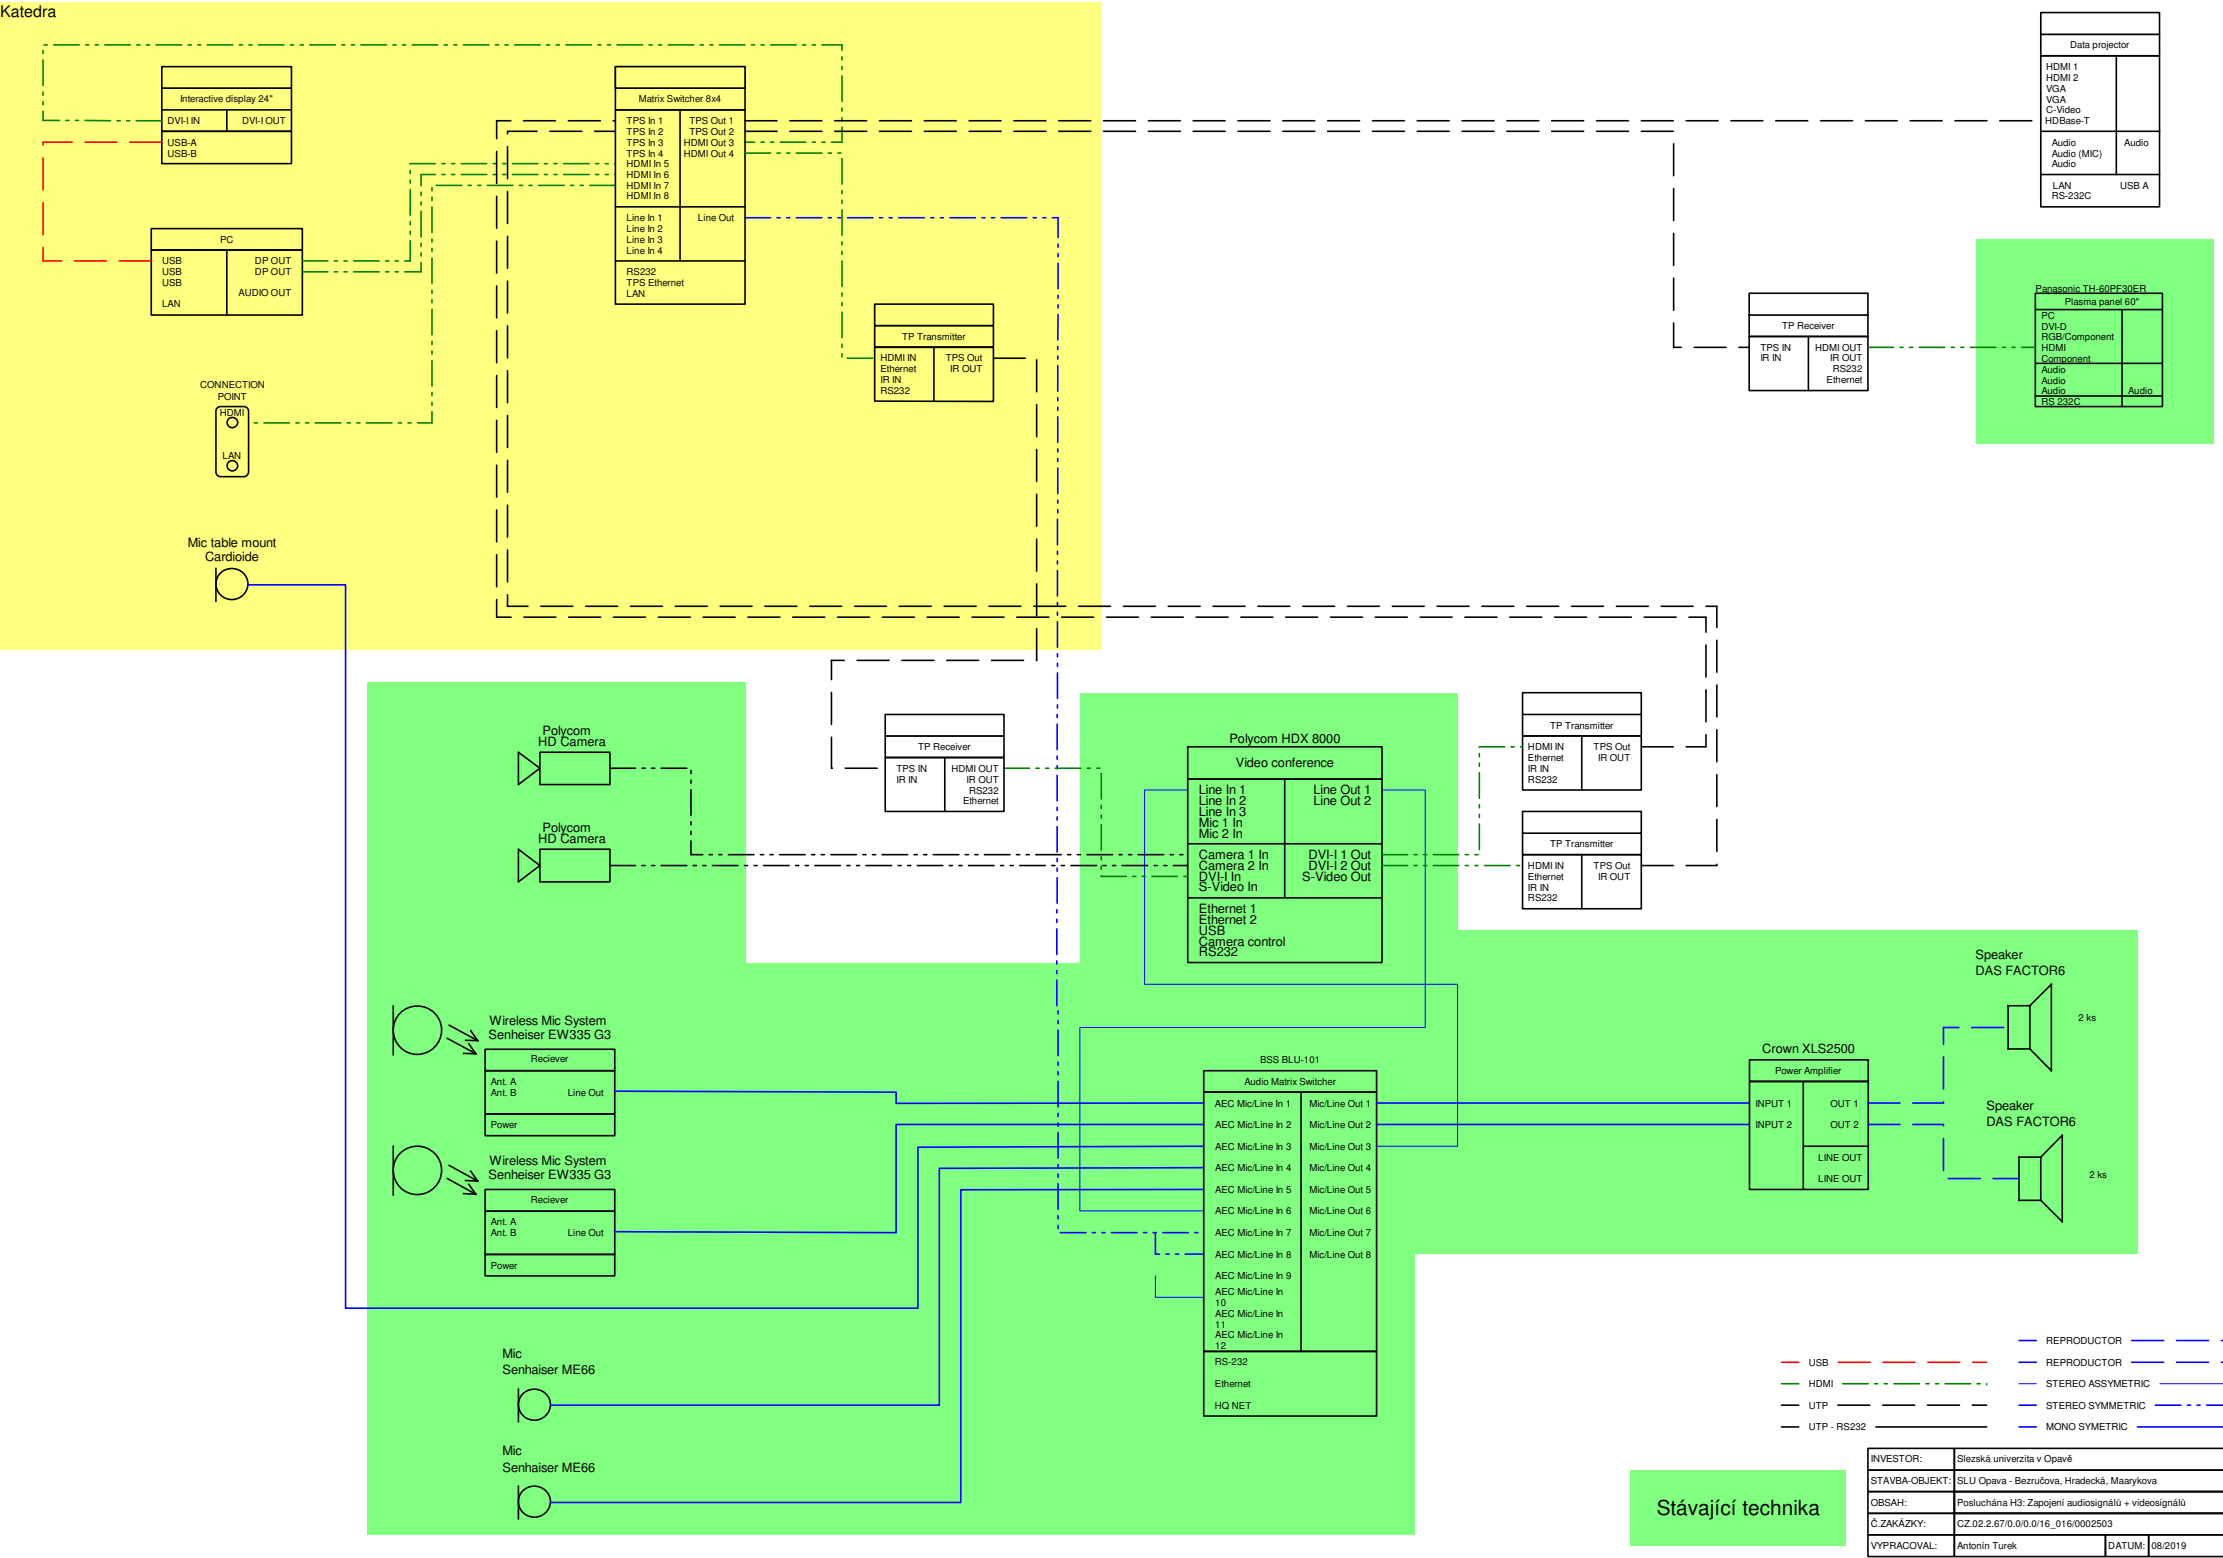 Katedra
Interactive display 24"
DVI-I IN
DVI-I OUT
USB-A
USB-B
PC
USB
USB
USB
LAN
DP OUT
DP OUT
AUDIO OUT
CONNECTION
POINT
HDMI
LAN
Mic table mount
Cardioide
Matrix Switcher 8x4
TPS In 1
TPS In 2
TPS In 3
TPS In 4
HDMI In 5
HDMI In 6
HDMI In 7
HDMI In 8
TPS Out 1
TPS Out 2
HDMI Out 3
HDMI Out 4
Line In 1
Line In 2
Line In 3
Line In 4
Line Out
RS232
TPS Ethernet
LAN
TP Transmitter
HDMI IN
Ethernet
IR IN
RS232
TPS Out
IR OUT
Data projector
HDMI 1
HDMI 2
VGA
VGA
C-Video
HDBase-T
Audio
Audio (MIC)
Audio
Audio
LAN
RS-232C
USB A
TP Receiver
TPS IN
IR IN
HDMI OUT
IR OUT
RS232
Ethernet
Panasonic TH-60PF30ER
Plasma panel 60"
PC
DVI-D
RGB/Component
HDMI
Component
Audio
Audio
Audio
Audio
RS 232C
Polycom
HD Camera
Polycom
HD Camera
TP Receiver
TPS IN
IR IN
HDMI OUT
IR OUT
RS232
Ethernet
Polycom HDX 8000
Video conference
Line In 1
Line In 2
Line In 3
Mic 1 In
Mic 2 In
Line Out 1
Line Out 2
Camera 1 In
Camera 2 In
DVI-I In
S-Video In
DVI-I 1 Out
DVI-I 2 Out
S-Video Out
Ethernet 1
Ethernet 2
USB
Camera control
RS232
TP Transmitter
HDMI IN
Ethernet
IR IN
RS232
TPS Out
IR OUT
TP Transmitter
HDMI IN
Ethernet
IR IN
RS232
TPS Out
IR OUT
Wireless Mic System
Senheiser EW335 G3
Reciever
Ant. A
Ant. B
Line Out
Power
Wireless Mic System
Senheiser EW335 G3
Reciever
Ant. A
Ant. B
Line Out
Power
Mic
Senhaiser ME66
Mic
Senhaiser ME66
BSS BLU-101
Audio Matrix Switcher
AEC Mic/Line In 1
AEC Mic/Line In 2
AEC Mic/Line In 3
AEC Mic/Line In 4
AEC Mic/Line In 5
AEC Mic/Line In 6
AEC Mic/Line In 7
AEC Mic/Line In 8
AEC Mic/Line In 9
AEC Mic/Line In
10
AEC Mic/Line In
11
AEC Mic/Line In
12
Mic/Line Out 1
Mic/Line Out 2
Mic/Line Out 3
Mic/Line Out 4
Mic/Line Out 5
Mic/Line Out 6
Mic/Line Out 7
Mic/Line Out 8
RS-232
Ethernet
HQ NET
Crown XLS2500
Power Amplifier
INPUT 1
INPUT 2
OUT 1
OUT 2
LINE OUT
LINE OUT
Speaker
DAS FACTOR6
2 ks
Speaker
DAS FACTOR6
2 ks
USB
HDMI
UTP
UTP - RS232
REPRODUCTOR
REPRODUCTOR
STEREO ASSYMETRIC
STEREO SYMMETRIC
MONO SYMETRIC
Stávající technika
INVESTOR: Slezská univerzita v Opavě
STAVBA-OBJEKT: SLU Opava - Bezručova, Hradecká, Maarykova
OBSAH: Posluchána H3: Zapojení audiosignálů + videosignálů
Č.ZAKÁZKY: CZ.02.2.67/0.0/0.0/16_016/0002503
VYPRACOVAL: Antonín Turek DATUM: 08/2019